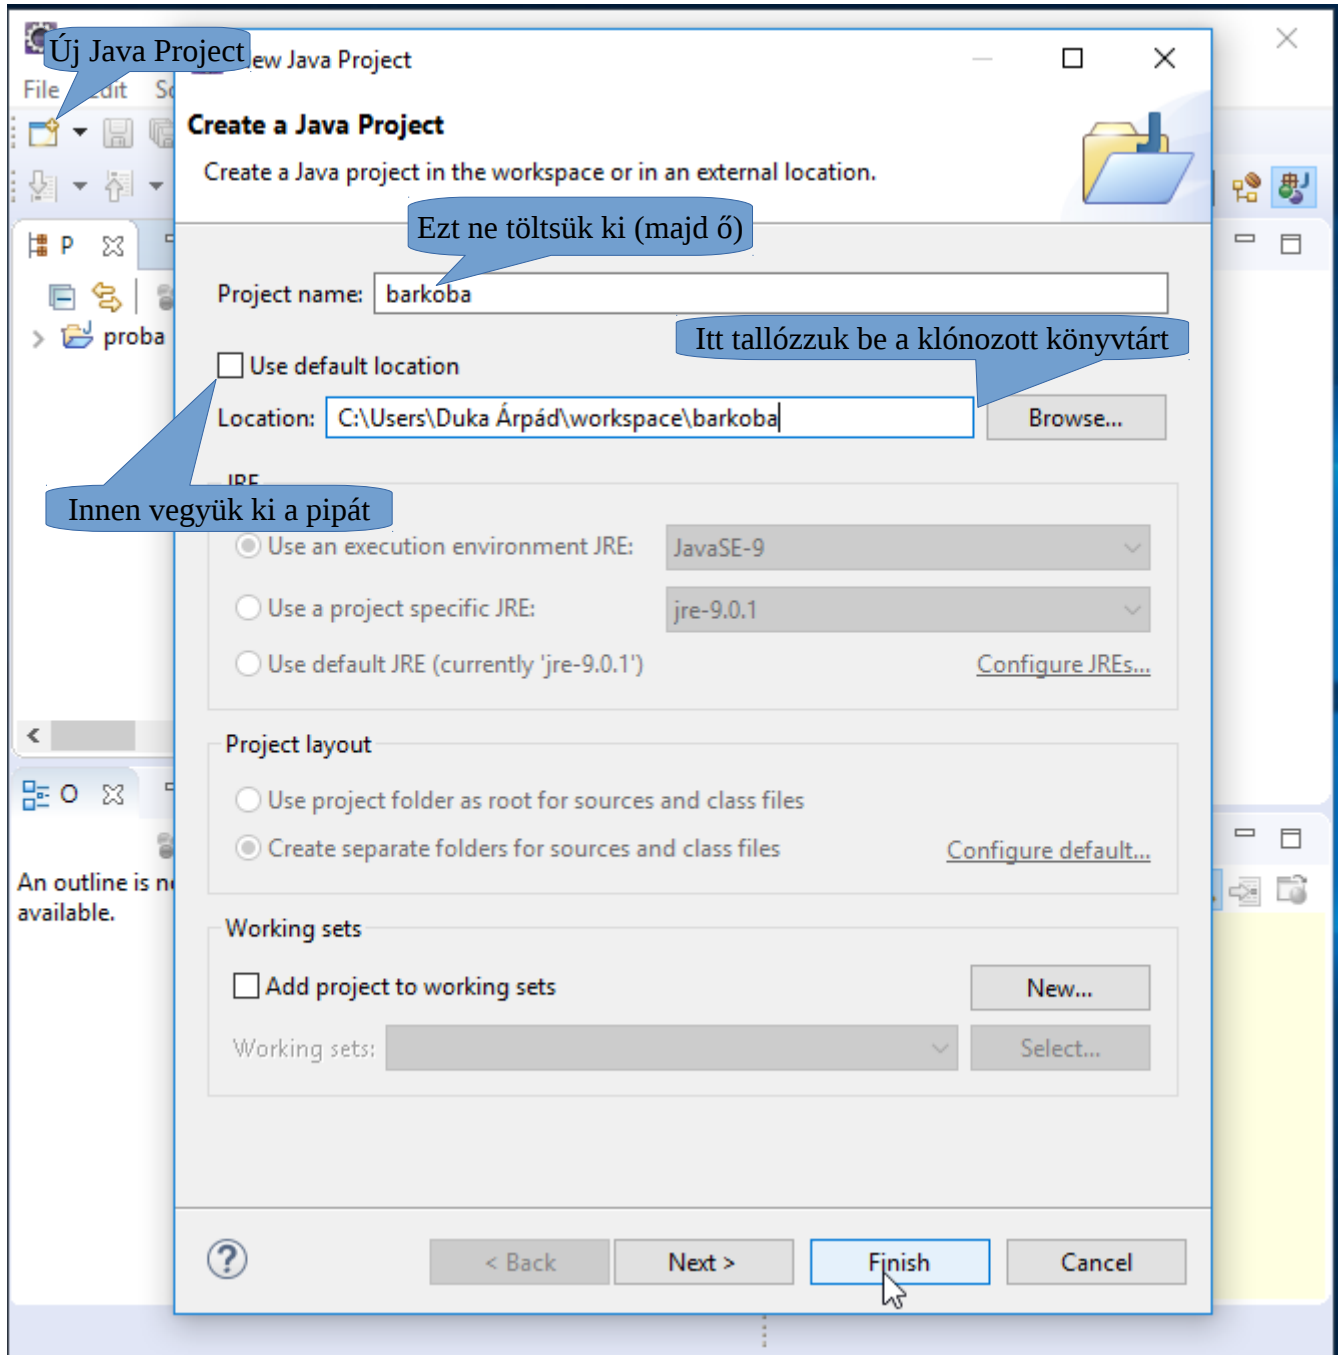 Új Java Project
ew Java Project
File Edit
Create a Java Project
Create a Java project in the workspace or in an external location.
Ezt ne töltsük ki (majd ő)
P
Project name: barkoba
proba
Itt tallózzuk be a klónozott könyvtárt
Use default location
Location: C:\Users\Duka Árpád\workspace\barkoba
Browse...
JRE
Innen vegyük ki a pipát
Use an execution environment JRE: JavaSE-9
Use a project specific JRE: jre-9.0.1
Use default JRE (currently 'jre-9.0.1') Configure JREs...
Project layout
O
Use project folder as root for sources and class files
Create separate folders for sources and class files Configure default...
An outline is n
available.
Working sets
Add project to working sets New...
Working sets: Select...
< Back Next > Finish Cancel